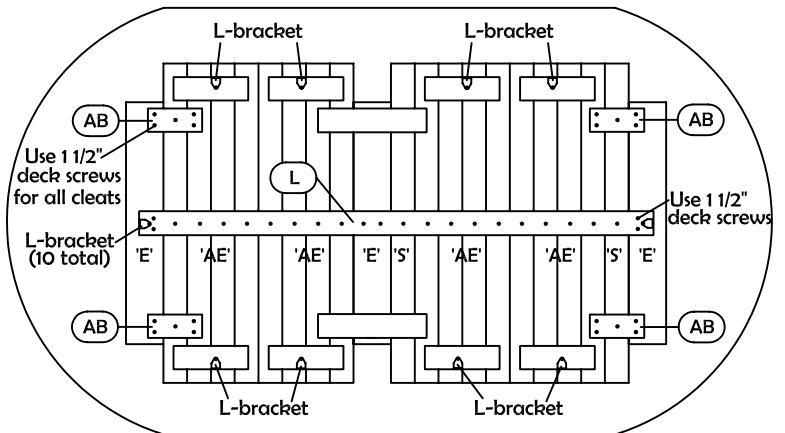 L-bracket
L-bracket
AB
AB
Use 1 1/2"
deck screws
for all cleats
L
Use 1 1/2"
deck screws
L-bracket
(10 total)
'E'
'AE'
'AE'
'E'
'S'
'AE'
'AE'
'S'
'E'
AB
AB
L-bracket
L-bracket